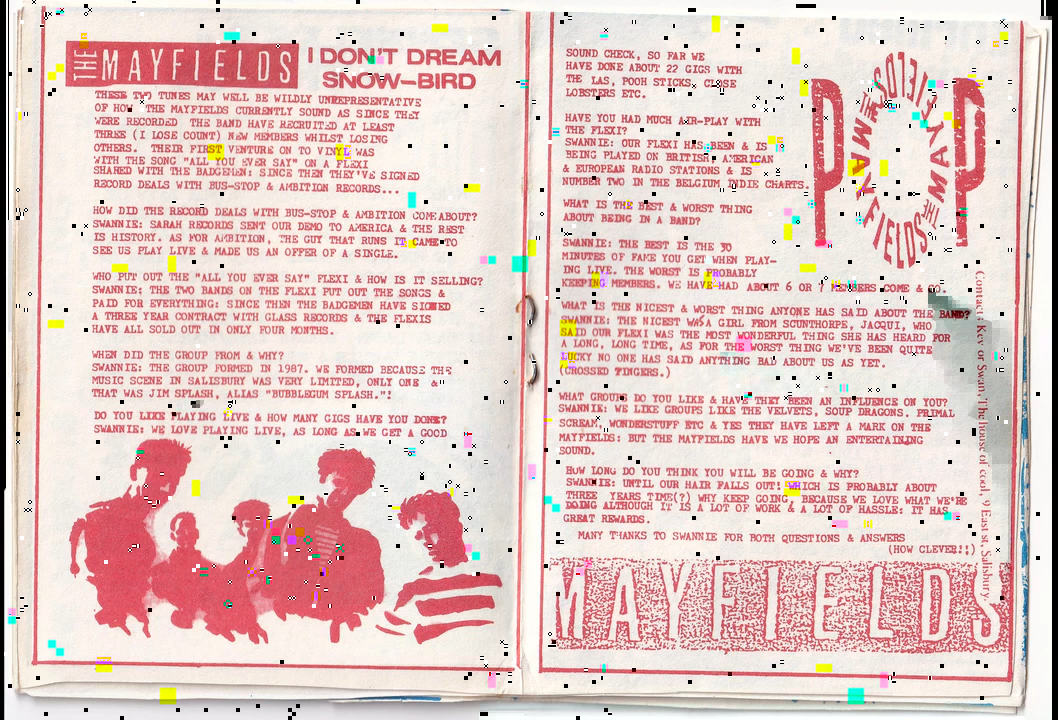 THE MAYFIELDS I DON'T DREAM
SNOW-BIRD
THESE TWO TUNES MAY WELL BE WILDLY UNREPRESENTATIVE
OF HOW THE MAYFIELDS CURRENTLY SOUND AS SINCE THEY
WERE RECORDED THE BAND HAVE RECRUITED AT LEAST
THREE (I LOSE COUNT) NEW MEMBERS WHILST LOSING
OTHERS. THEIR FIRST VENTURE ON TO VINYL WAS
WITH THE SONG "ALL YOU EVER SAY" ON A FLEXI
SHARED WITH THE BADGEMEN: SINCE THEN THEY'VE SIGNED
RECORD DEALS WITH BUS-STOP & AMBITION RECORDS...
HOW DID THE RECORD DEALS WITH BUS-STOP & AMBITION COME ABOUT?
SWANNIE: SARAH RECORDS SENT OUR DEMO TO AMERICA & THE REST
IS HISTORY. AS FOR AMBITION, THE GUY THAT RUNS IT CAME TO
SEE US PLAY LIVE & MADE US AN OFFER OF A SINGLE.
WHO PUT OUT THE "ALL YOU EVER SAY" FLEXI & HOW IS IT SELLING?
SWANNIE: THE TWO BANDS ON THE FLEXI PUT OUT THE SONGS &
PAID FOR EVERYTHING: SINCE THEN THE BADGEMEN HAVE SIGNED
A THREE YEAR CONTRACT WITH GLASS RECORDS & THE FLEXIS
HAVE ALL SOLD OUT IN ONLY FOUR MONTHS.
WHEN DID THE GROUP FROM & WHY?
SWANNIE: THE GROUP FORMED IN 1987. WE FORMED BECAUSE THE
MUSIC SCENE IN SALISBURY WAS VERY LIMITED, ONLY ONE &
THAT WAS JIM SPLASH, ALIAS "BUBBLEGUM SPLASH."!
DO YOU LIKE PLAYING LIVE & HOW MANY GIGS HAVE YOU DONE?
SWANNIE: WE LOVE PLAYING LIVE, AS LONG AS WE GET A GOOD
SOUND CHECK, SO FAR WE
HAVE DONE ABOUT 22 GIGS WITH
THE LAS, POOH STICKS, CLOSE
LOBSTERS ETC.
HAVE YOU HAD MUCH AIR-PLAY WITH
THE FLEXI?
SWANNIE: OUR FLEXI HAS BEEN & IS
BEING PLAYED ON BRITISH, AMERICAN
& EUROPEAN RADIO STATIONS & IS
NUMBER TWO IN THE BELGIUM INDIE CHARTS.
WHAT IS THE BEST & WORST THING
ABOUT BEING IN A BAND?
SWANNIE: THE BEST IS THE 30
MINUTES OF FAME YOU GET WHEN PLAY-
ING LIVE. THE WORST IS PROBABLY
KEEPING MEMBERS. WE HAVE HAD ABOUT 6 OR 7 MEMBERS COME & GO.
WHAT IS THE NICEST & WORST THING ANYONE HAS SAID ABOUT THE BAND?
SWANNIE: THE NICEST WAS A GIRL FROM SCUNTHORPE, JACQUI, WHO
SAID OUR FLEXI WAS THE MOST WONDERFUL THING SHE HAS HEARD FOR
A LONG, LONG TIME, AS FOR THE WORST THING WE'VE BEEN QUITE
LUCKY NO ONE HAS SAID ANYTHING BAD ABOUT US AS YET.
(CROSSED FINGERS.)
WHAT GROUPS DO YOU LIKE & HAVE THEY BEEN AN INFLUENCE ON YOU?
SWANNIE: WE LIKE GROUPS LIKE THE VELVETS, SOUP DRAGONS. PRIMAL
SCREAM, WONDERSTUFF ETC & YES THEY HAVE LEFT A MARK ON THE
MAYFIELDS: BUT THE MAYFIELDS HAVE WE HOPE AN ENTERTAINING
SOUND.
HOW LONG DO YOU THINK YOU WILL BE GOING & WHY?
SWANNIE: UNTIL OUR HAIR FALLS OUT! WHICH IS PROBABLY ABOUT
THREE YEARS TIME(?) WHY KEEP GOING, BECAUSE WE LOVE WHAT WE'RE
DOING ALTHOUGH IT IS A LOT OF WORK & A LOT OF HASSLE: IT HAS
GREAT REWARDS.
MANY THANKS TO SWANNIE FOR BOTH QUESTIONS & ANSWERS
(HOW CLEVER!!)
P THE MAYFIELDS THE MAYFIELDS P
Contact: Kev or Swan, The house of cool, 9 East st. Salisbury.
MAYFIELDS